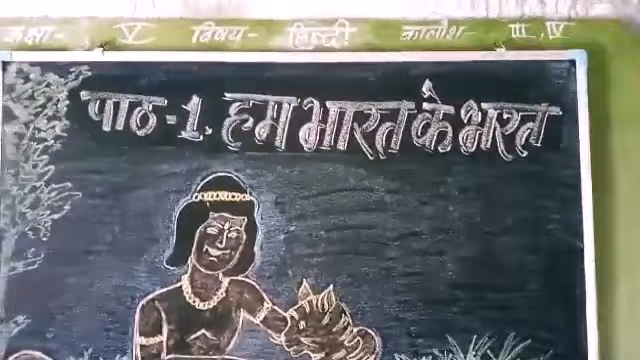 कक्षा- V विषय- हिन्दी कालांश- III, IV
पाठ-1. हम भारत के भरत